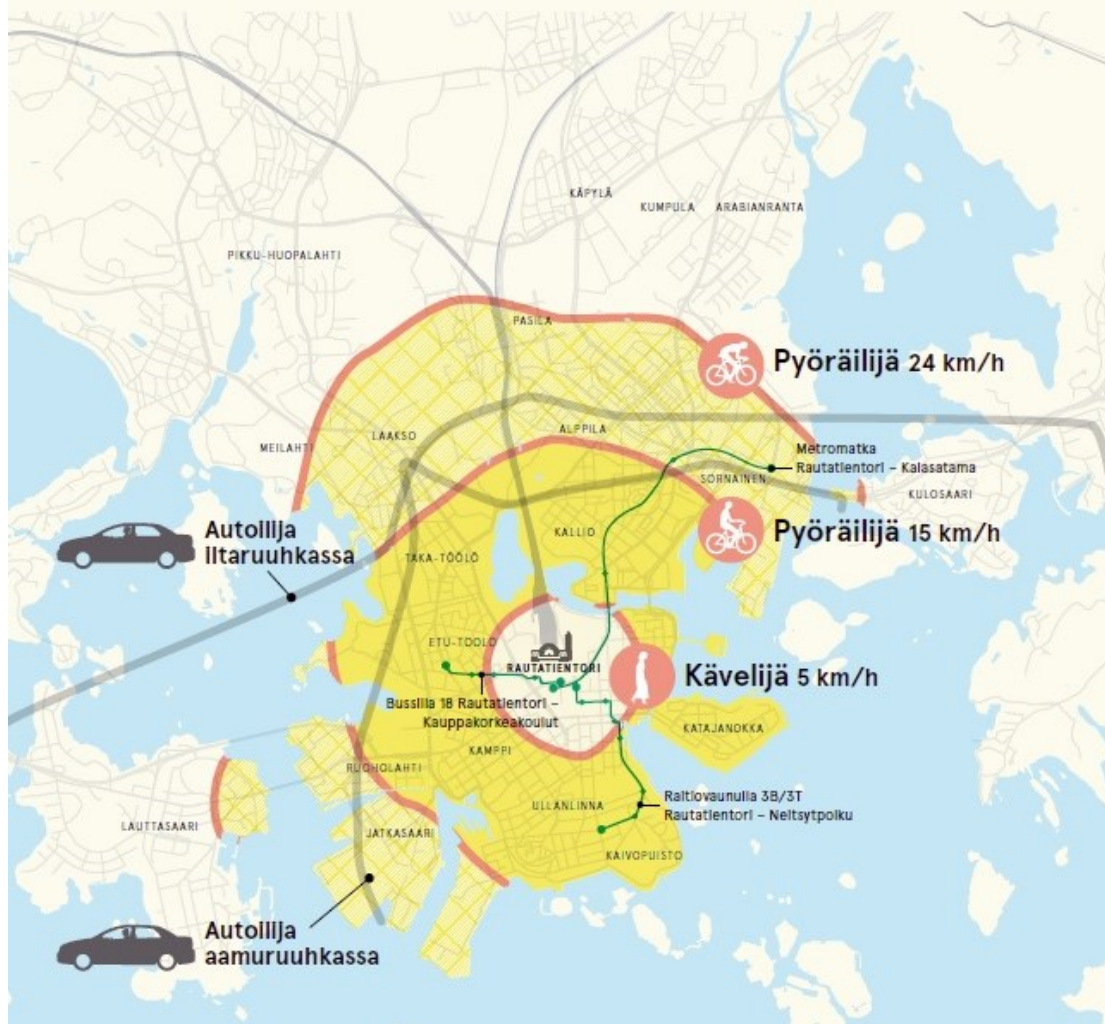 KÄPYLÄ
KUMPULA
ARABIANRANTA
PIKKU-HUOPALAHTI
PASILA
Pyöräilijä 24 km/h
ALPPILA
LAAKSO
MEILAHTI
Metromatka
Rautatientori – Kalasatama
SÖRNÄINEN
KULOSAARI
Autoilija
iltaruuhkassa
KALLIO
Pyöräilijä 15 km/h
TAKA-TÖÖLÖ
ETU-TÖÖLÖ
RAUTATIENTORI
Kävelijä 5 km/h
Bussilla 18 Rautatientori –
Kauppakorkeakoulut
KATAJANOKKA
KAMPPI
RUOHOLAHTI
Raitiovaunulla 3B/3T
Rautatientori – Neitsytpolku
ULLANLINNA
LAUTTASAARI
JÄTKÄSAARI
KAIVOPUISTO
Autoilija
aamuruuhkassa